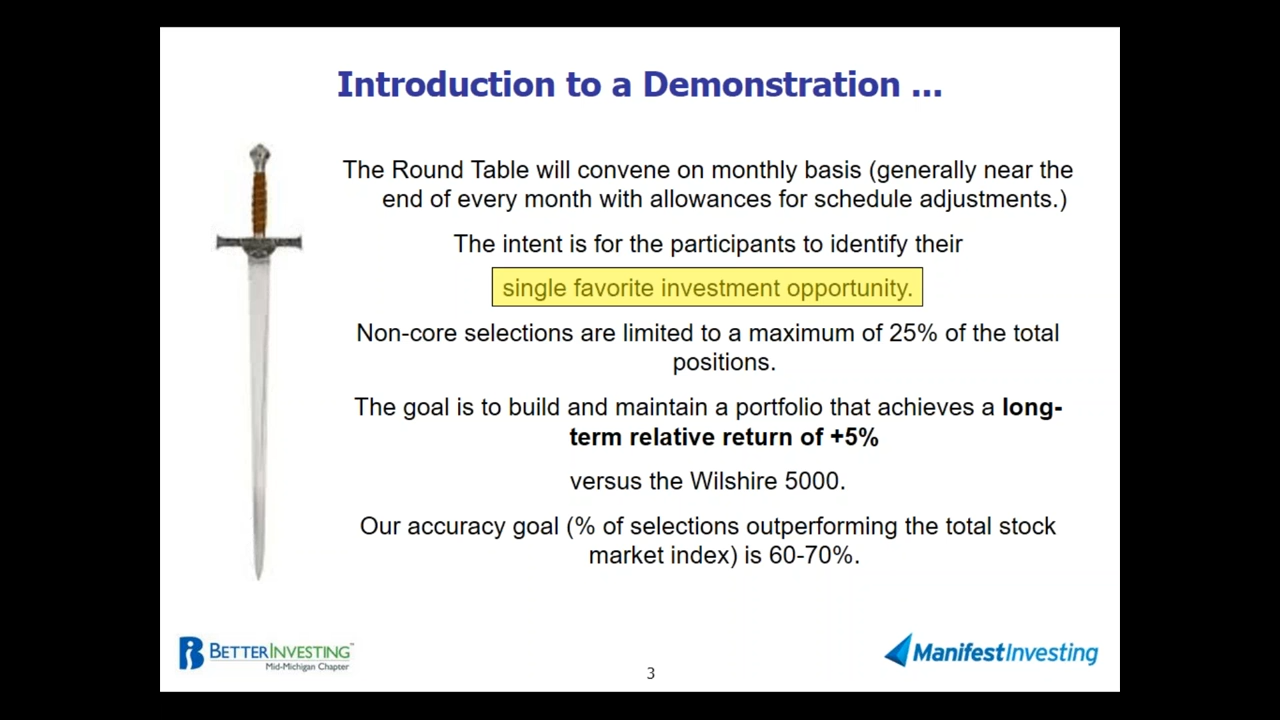 Introduction to a Demonstration ...
The Round Table will convene on monthly basis (generally near the
end of every month with allowances for schedule adjustments.)
The intent is for the participants to identify their
single favorite investment opportunity.
Non-core selections are limited to a maximum of 25% of the total
positions.
The goal is to build and maintain a portfolio that achieves a long-
term relative return of +5%
versus the Wilshire 5000.
Our accuracy goal (% of selections outperforming the total stock
market index) is 60-70%.
BETTERINVESTING™
Mid-Michigan Chapter
3
ManifestInvesting